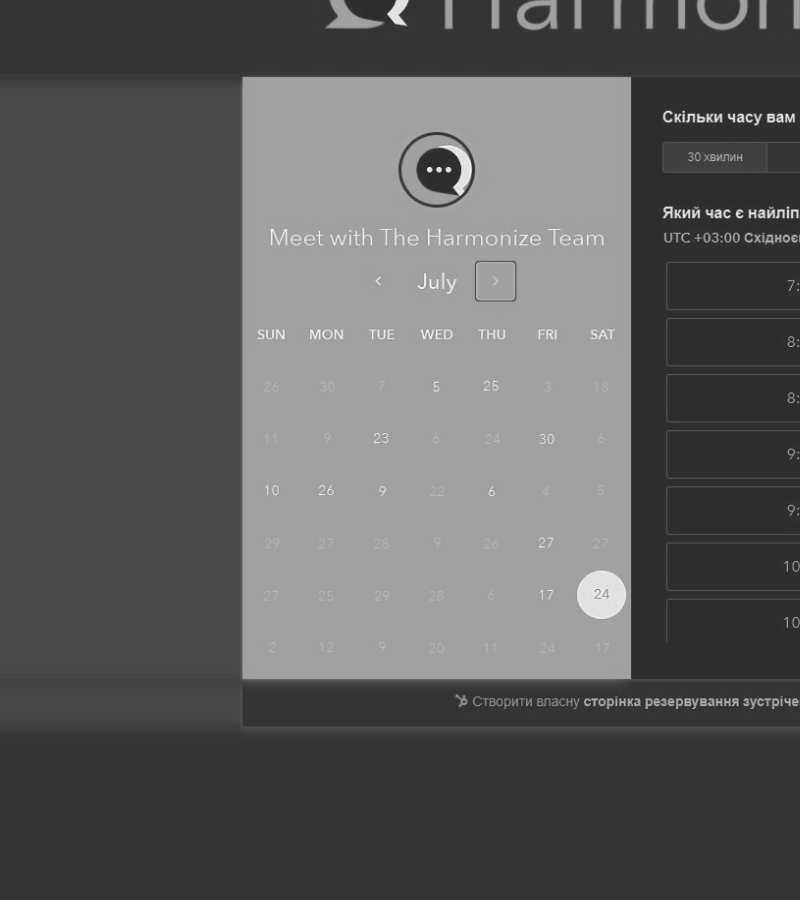 Harmon
Meet with The Harmonize Team
July
SUN MON TUE WED THU FRI SAT
26 30 7 5 25 3 18
11 9 23 6 24 30 6
10 26 9 22 6 4 5
29 27 28 9 26 27 27
27 25 29 28 6 17 24
2 12 9 20 11 24 17
Скільки часу вам
30 хвилин
Який час є найліп
UTC +03:00 Східноє
7:
8:
8:
9:
9:
10
10
Створити власну сторінка резервування зустріче